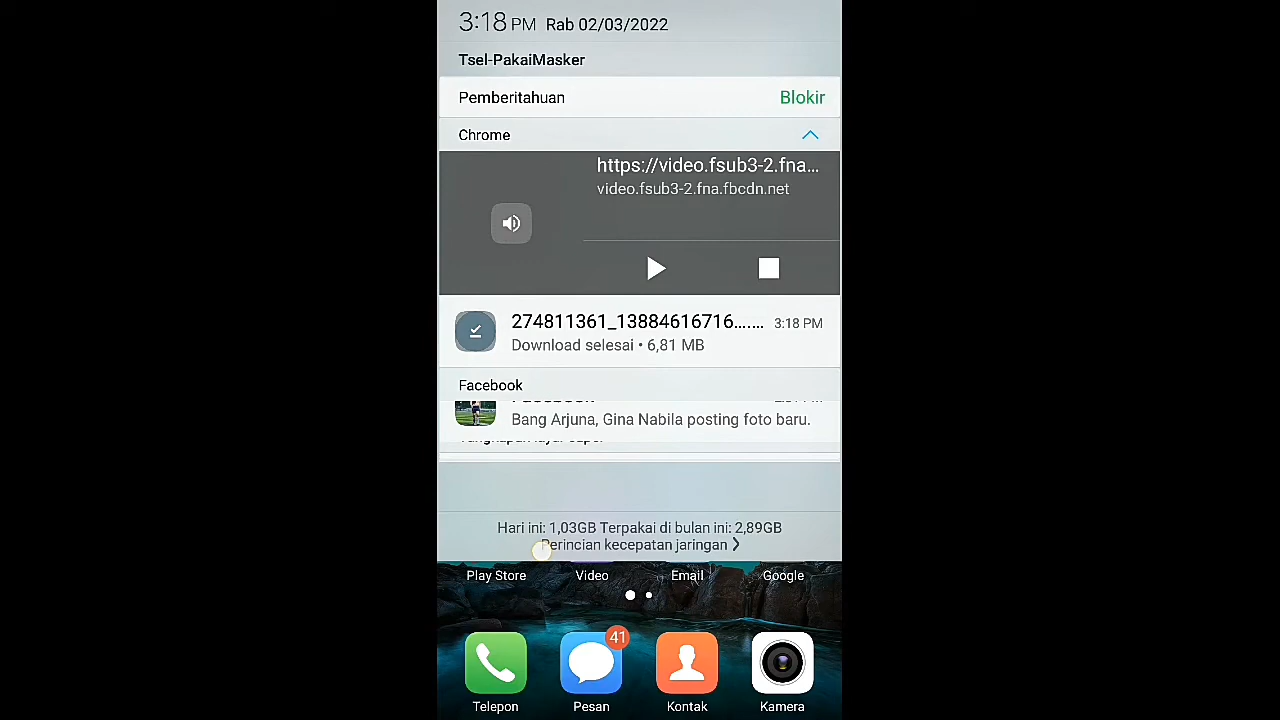 3:18 PM Rab 02/03/2022
Tsel-PakaiMasker
Pemberitahuan Blokir
Chrome
https://video.fsub3-2.fna...
video.fsub3-2.fna.fbcdn.net
274811361_13884616716...... 3:18 PM
Download selesai • 6,81 MB
Facebook
Bang Arjuna, Gina Nabila posting foto baru.
Hari ini: 1,03GB Terpakai di bulan ini: 2,89GB
Perincian kecepatan jaringan
Play Store Video Email Google
41
Telepon Pesan Kontak Kamera